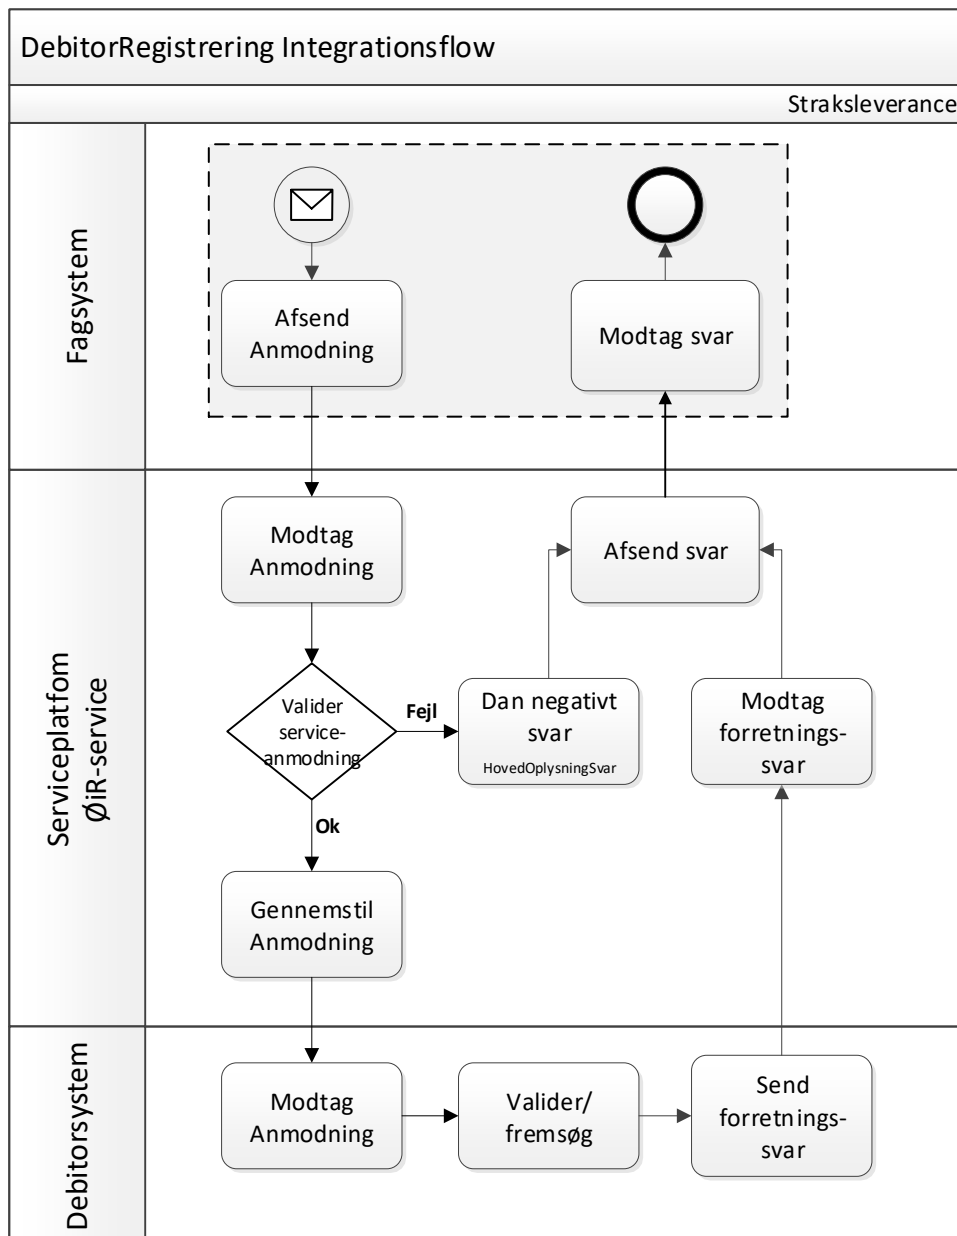 DebitorRegistrering Integrationsflow
Straksleverance
Fagsystem
Afsend
Anmodning
Modtag svar
Serviceplatfom
ØiR-service
Modtag
Anmodning
Afsend svar
Valider
service-
anmodning
Fejl
Dan negativt
svar
HovedOplysningSvar
Modtag
forretnings-
svar
Ok
Gennemstil
Anmodning
Debitorsystem
Modtag
Anmodning
Valider/
fremsøg
Send
forretnings-
svar